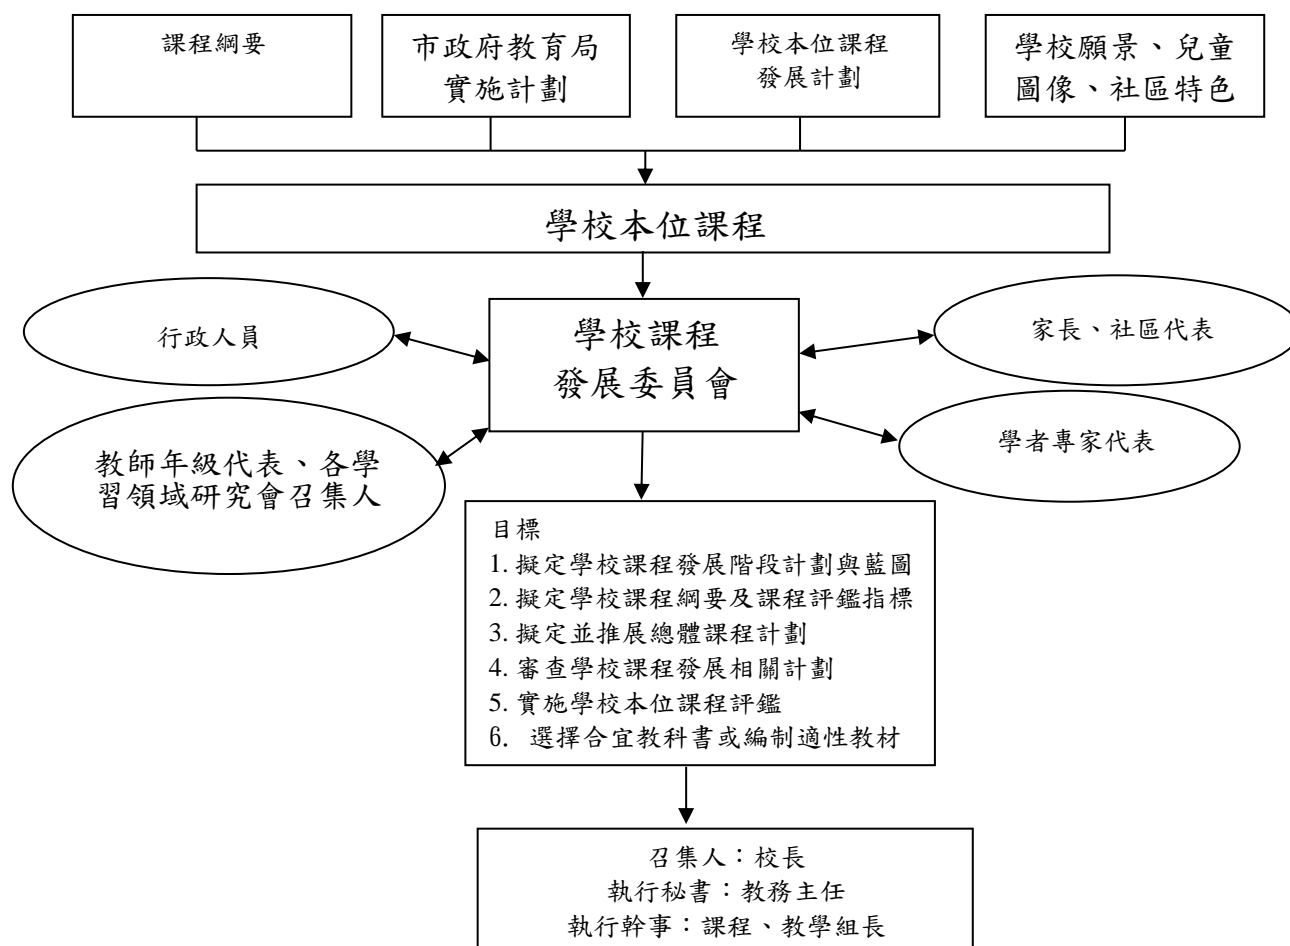 課程綱要
市政府教育局
實施計劃
學校本位課程
發展計劃
學校願景、兒童
圖像、社區特色
學校本位課程
行政人員
學校課程
發展委員會
家長、社區代表
教師年級代表、各學
習領域研究會召集人
學者專家代表
目標
1. 擬定學校課程發展階段計劃與藍圖
2. 擬定學校課程綱要及課程評鑑指標
3. 擬定並推展總體課程計劃
4. 審查學校課程發展相關計劃
5. 實施學校本位課程評鑑
6. 選擇合宜教科書或編制適性教材
召集人：校長
執行秘書：教務主任
執行幹事：課程、教學組長